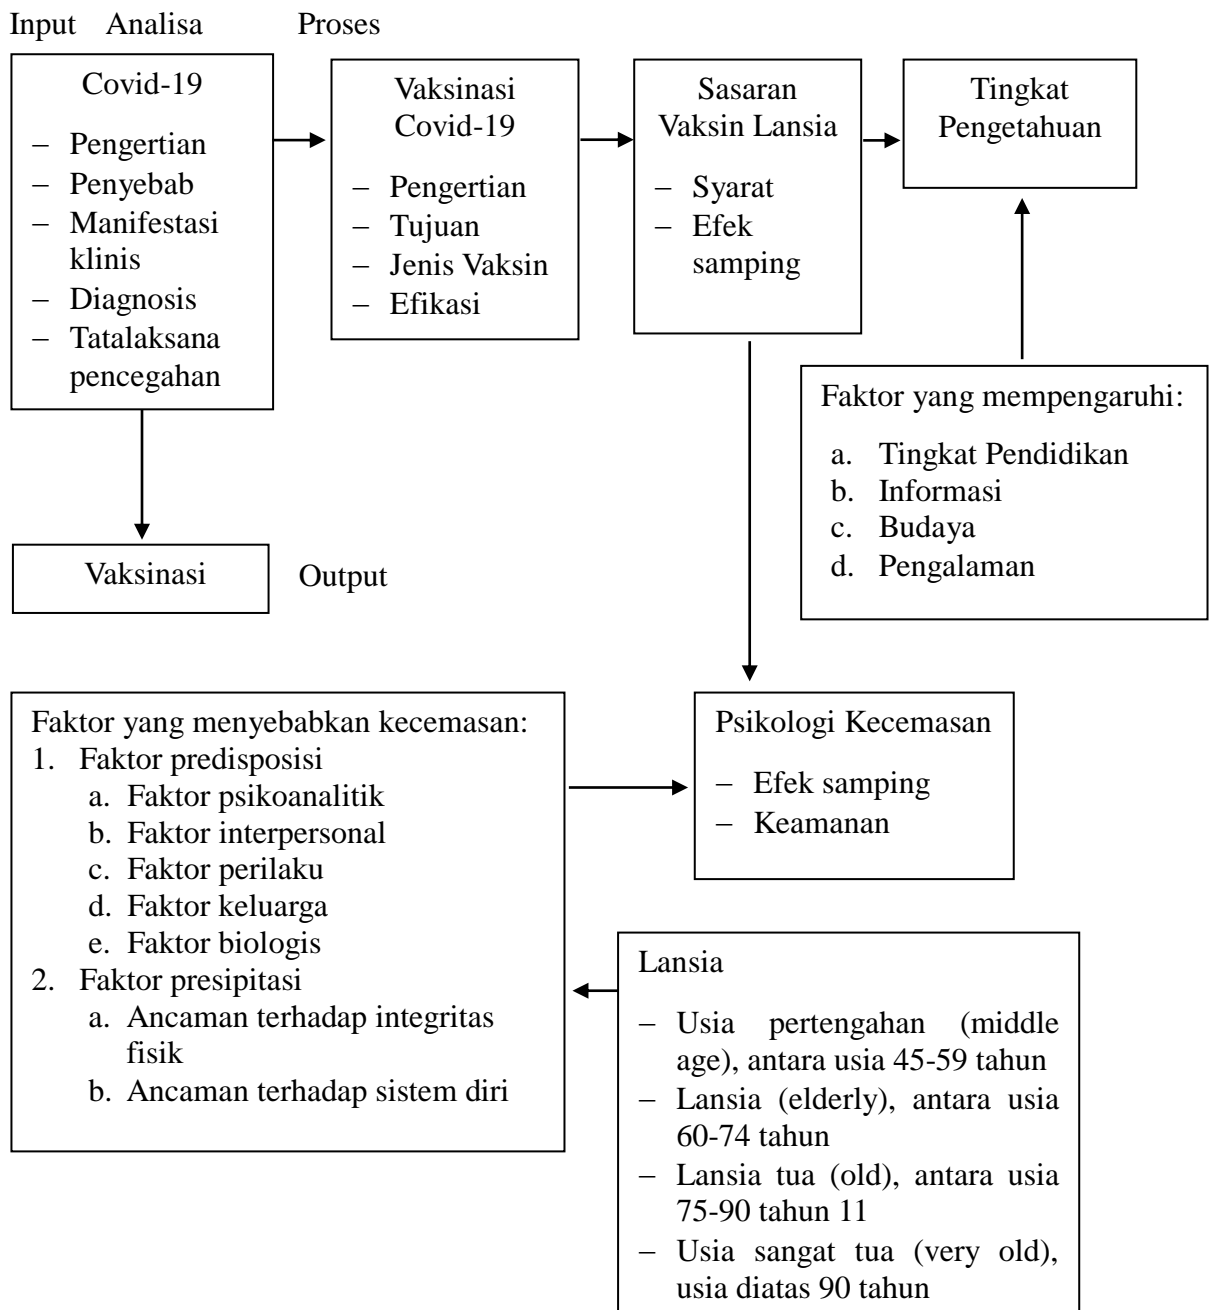 Input Analisa Proses
Covid-19
– Pengertian
– Penyebab
– Manifestasi
klinis
– Diagnosis
– Tatalaksana
pencegahan
Vaksinasi
Covid-19
– Pengertian
– Tujuan
– Jenis Vaksin
– Efikasi
Sasaran
Vaksin Lansia
– Syarat
– Efek
samping
Tingkat
Pengetahuan
Faktor yang mempengaruhi:
a. Tingkat Pendidikan
b. Informasi
c. Budaya
d. Pengalaman
Vaksinasi
Output
Faktor yang menyebabkan kecemasan:
1. Faktor predisposisi
a. Faktor psikoanalitik
b. Faktor interpersonal
c. Faktor perilaku
d. Faktor keluarga
e. Faktor biologis
2. Faktor presipitasi
a. Ancaman terhadap integritas
fisik
b. Ancaman terhadap sistem diri
Psikologi Kecemasan
– Efek samping
– Keamanan
Lansia
– Usia pertengahan (middle
age), antara usia 45-59 tahun
– Lansia (elderly), antara usia
60-74 tahun
– Lansia tua (old), antara usia
75-90 tahun 11
– Usia sangat tua (very old),
usia diatas 90 tahun